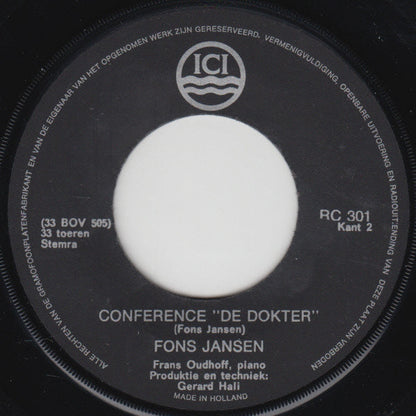 ALLE RECHTEN VAN DE GRAMOFOONPLATENFABRIKANT EN VAN DE EIGENAAR VAN HET OPGENOMEN WERK ZIJN GERESERVEERD. VERMENIGVULDIGING, OPENBARE UITVOERING EN RADIOUITZENDING VAN DEZE PLAAT ZIJN VERBODEN
ICI
(33 BOV 505)
33 toeren
Stemra
RC 301
Kant 2
CONFERENCE "DE DOKTER"
(Fons Jansen)
FONS JANSEN
Frans Oudhoff, piano
Produktie en techniek:
Gerard Hali
MADE IN HOLLAND